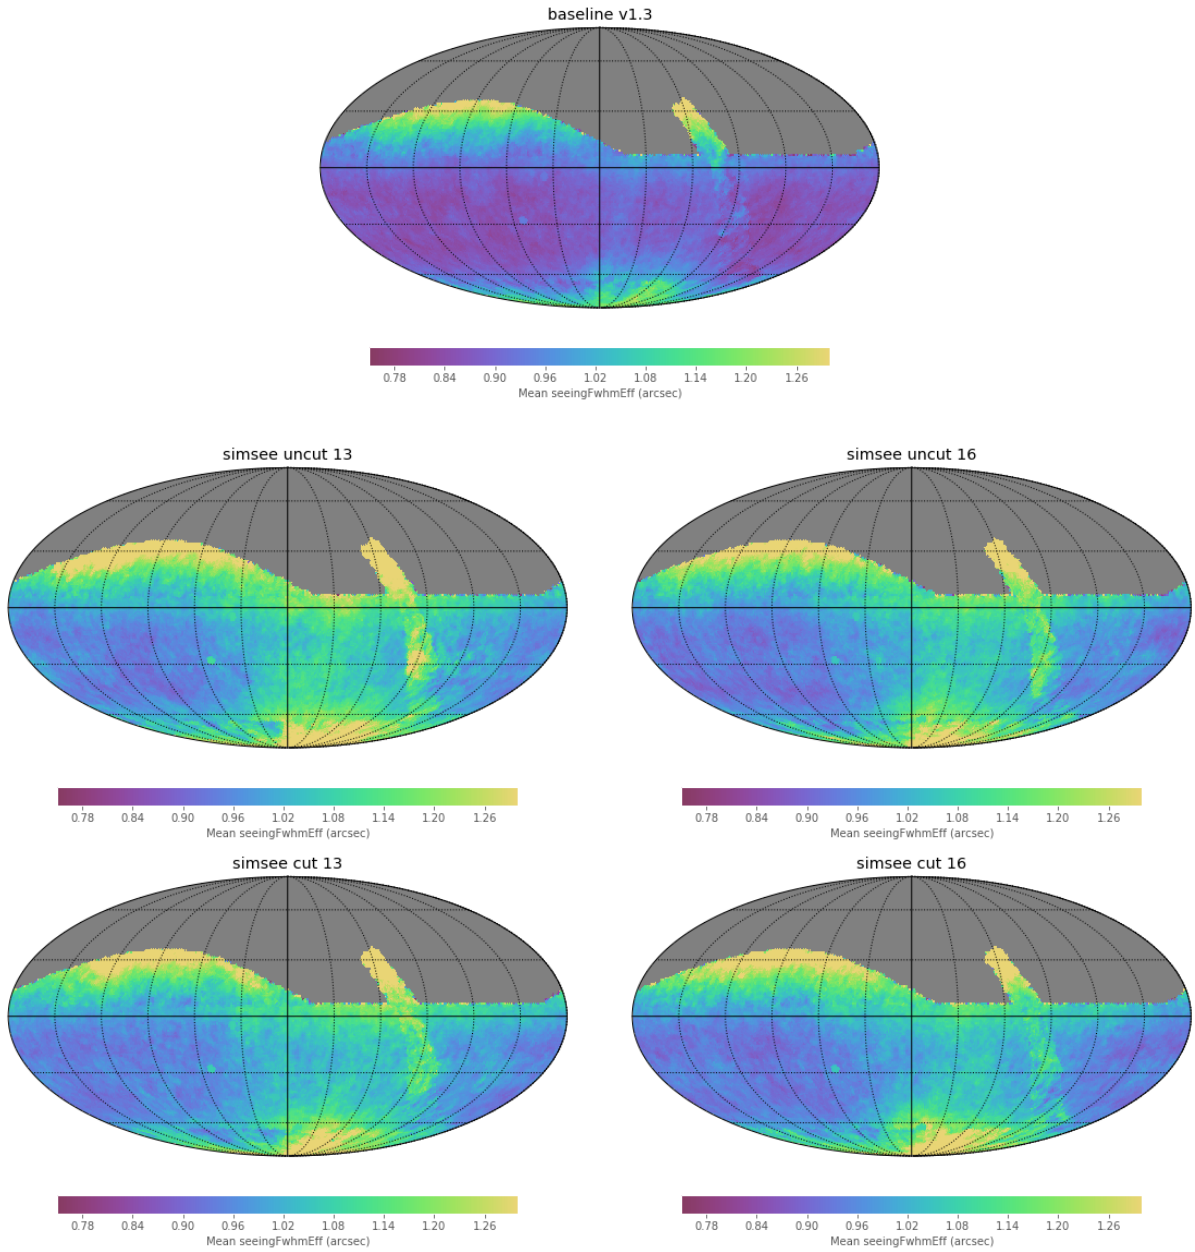 baseline v1.3
0.78 0.84 0.90 0.96 1.02 1.08 1.14 1.20 1.26
Mean seeingFwhmEff (arcsec)
simsee uncut 13
simsee uncut 16
0.78 0.84 0.90 0.96 1.02 1.08 1.14 1.20 1.26
0.78 0.84 0.90 0.96 1.02 1.08 1.14 1.20 1.26
Mean seeingFwhmEff (arcsec)
Mean seeingFwhmEff (arcsec)
simsee cut 13
simsee cut 16
0.78 0.84 0.90 0.96 1.02 1.08 1.14 1.20 1.26
0.78 0.84 0.90 0.96 1.02 1.08 1.14 1.20 1.26
Mean seeingFwhmEff (arcsec)
Mean seeingFwhmEff (arcsec)